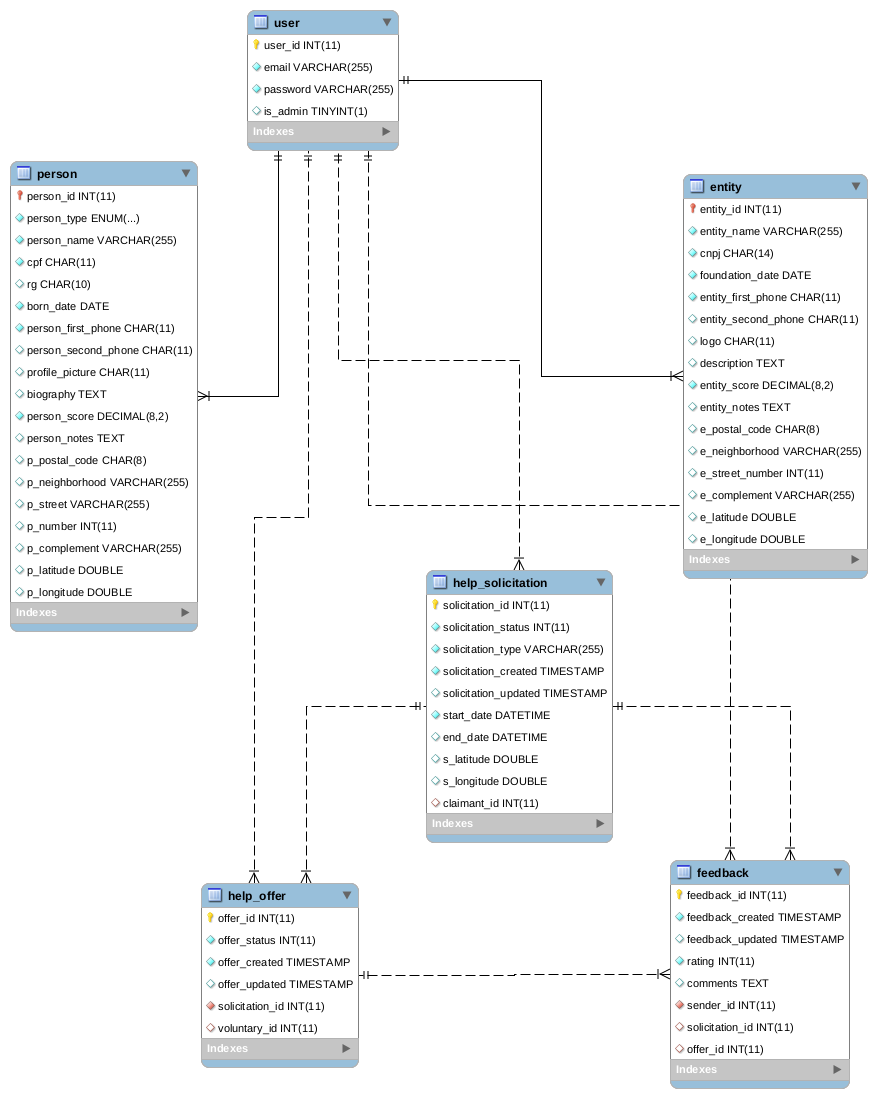 user
user_id INT(11)
email VARCHAR(255)
password VARCHAR(255)
is_admin TINYINT(1)
Indexes
person
person_id INT(11)
person_type ENUM(...)
person_name VARCHAR(255)
cpf CHAR(11)
rg CHAR(10)
born_date DATE
person_first_phone CHAR(11)
person_second_phone CHAR(11)
profile_picture CHAR(11)
biography TEXT
person_score DECIMAL(8,2)
person_notes TEXT
p_postal_code CHAR(8)
p_neighborhood VARCHAR(255)
p_street VARCHAR(255)
p_number INT(11)
p_complement VARCHAR(255)
p_latitude DOUBLE
p_longitude DOUBLE
Indexes
entity
entity_id INT(11)
entity_name VARCHAR(255)
cnpj CHAR(14)
foundation_date DATE
entity_first_phone CHAR(11)
entity_second_phone CHAR(11)
logo CHAR(11)
description TEXT
entity_score DECIMAL(8,2)
entity_notes TEXT
e_postal_code CHAR(8)
e_neighborhood VARCHAR(255)
e_street_number INT(11)
e_complement VARCHAR(255)
e_latitude DOUBLE
e_longitude DOUBLE
Indexes
help_solicitation
solicitation_id INT(11)
solicitation_status INT(11)
solicitation_type VARCHAR(255)
solicitation_created TIMESTAMP
solicitation_updated TIMESTAMP
start_date DATETIME
end_date DATETIME
s_latitude DOUBLE
s_longitude DOUBLE
claimant_id INT(11)
Indexes
help_offer
offer_id INT(11)
offer_status INT(11)
offer_created TIMESTAMP
offer_updated TIMESTAMP
solicitation_id INT(11)
voluntary_id INT(11)
Indexes
feedback
feedback_id INT(11)
feedback_created TIMESTAMP
feedback_updated TIMESTAMP
rating INT(11)
comments TEXT
sender_id INT(11)
solicitation_id INT(11)
offer_id INT(11)
Indexes